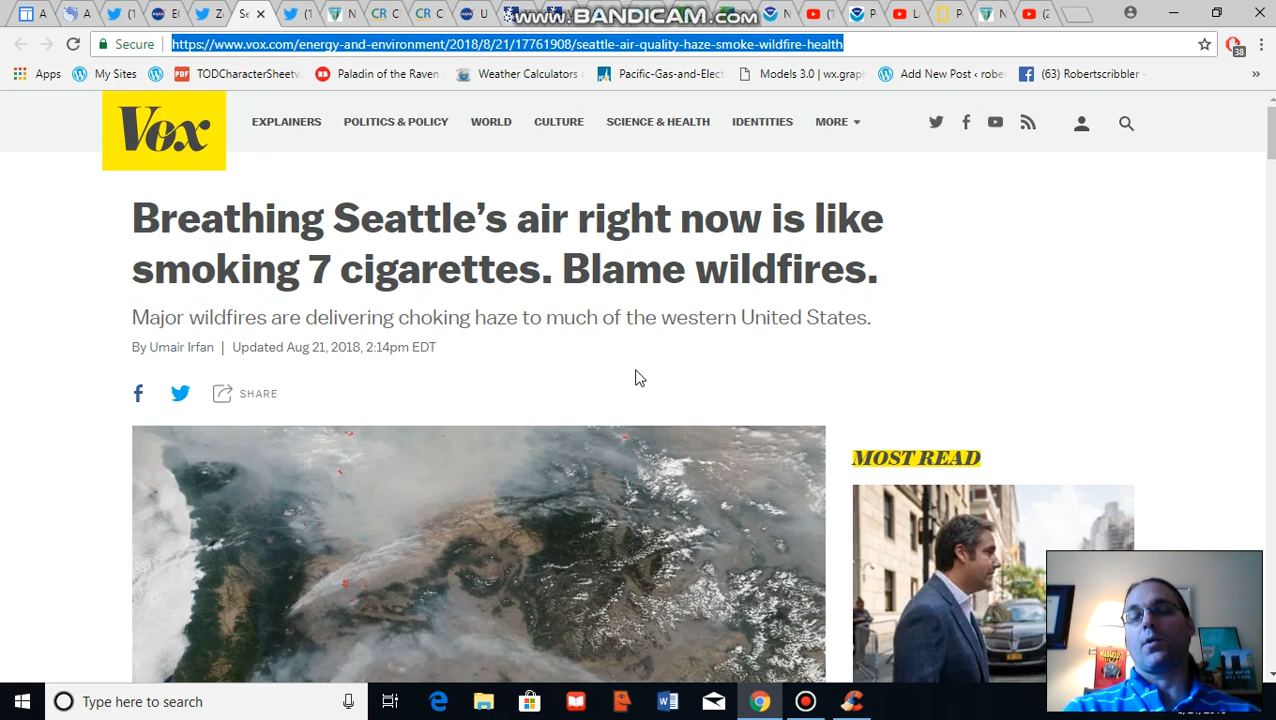 www.BANDICAM.com
Secure
https://www.vox.com/energy-and-environment/2018/8/21/17761908/seattle-air-quality-haze-smoke-wildfire-health
38
Apps My Sites PDF TODCharacterSheet Paladin of the Raven Weather Calculators Pacific-Gas-and-Elec Models 3.0 | wx.grap Add New Post ‹ robe (63) Robertscribbler - »
Vox
EXPLAINERS POLITICS & POLICY WORLD CULTURE SCIENCE & HEALTH IDENTITIES MORE
Breathing Seattle’s air right now is like
smoking 7 cigarettes. Blame wildfires.
Major wildfires are delivering choking haze to much of the western United States.
By Umair Irfan | Updated Aug 21, 2018, 2:14pm EDT
SHARE
MOST READ
Type here to search